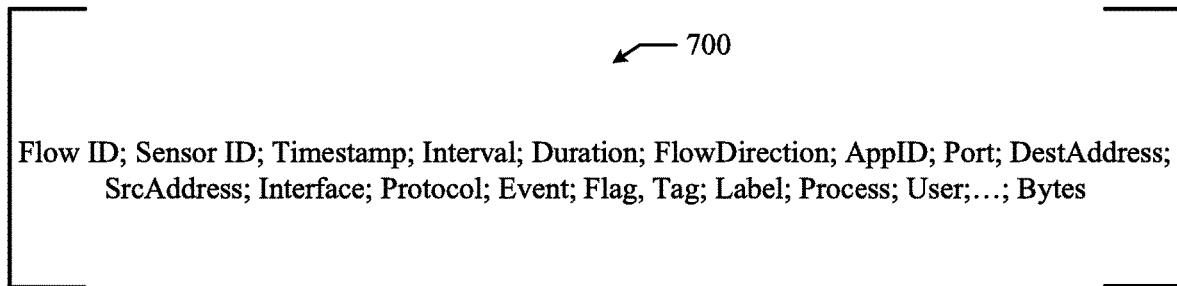 700
Flow ID; Sensor ID; Timestamp; Interval; Duration; FlowDirection; AppID; Port; DestAddress;
SrcAddress; Interface; Protocol; Event; Flag, Tag; Label; Process; User;...; Bytes